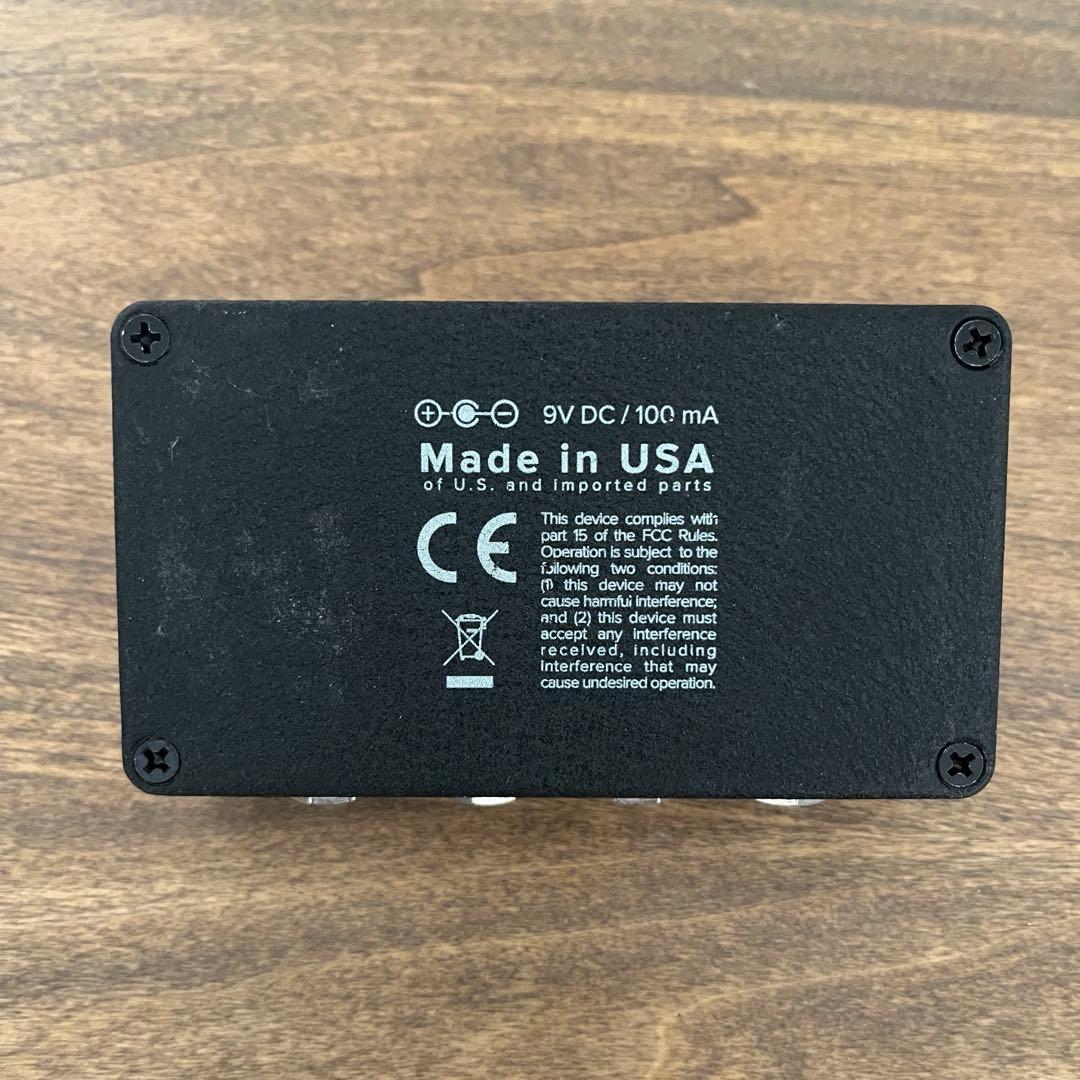 9V DC / 100 mA
Made in USA
of U.S. and imported parts
CE
This device complies with
part 15 of the FCC Rules.
Operation is subject to the
following two conditions:
(1) this device may not
cause harmful interference;
and (2) this device must
accept any interference
received, including
interference that may
cause undesired operation.